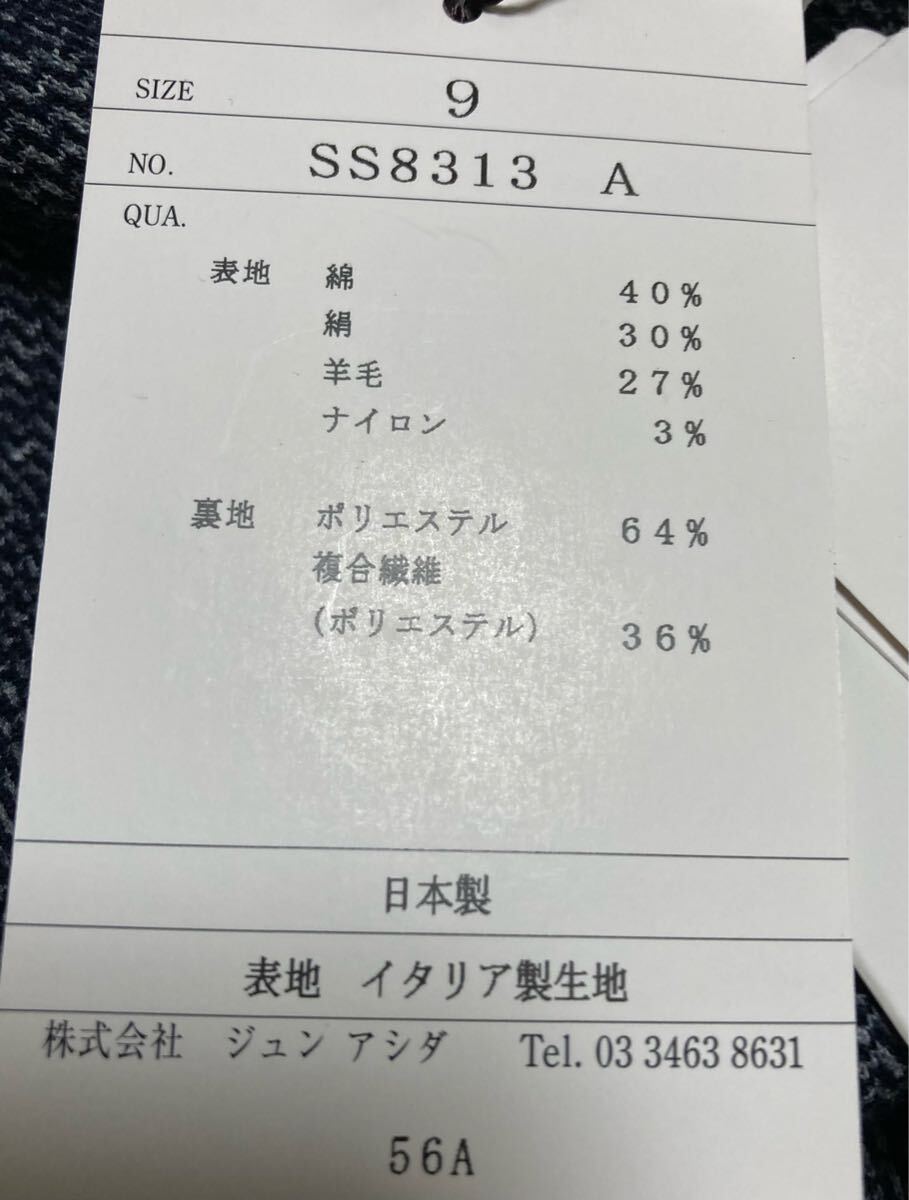 SIZE 9
NO. SS8313 A
QUA.
表地 綿 40%
絹 30%
羊毛 27%
ナイロン 3%
裏地 ポリエステル 64%
複合繊維
(ポリエステル) 36%
日本製
表地 イタリア製生地
株式会社 ジュン アシダ Tel. 03 3463 8631
56A